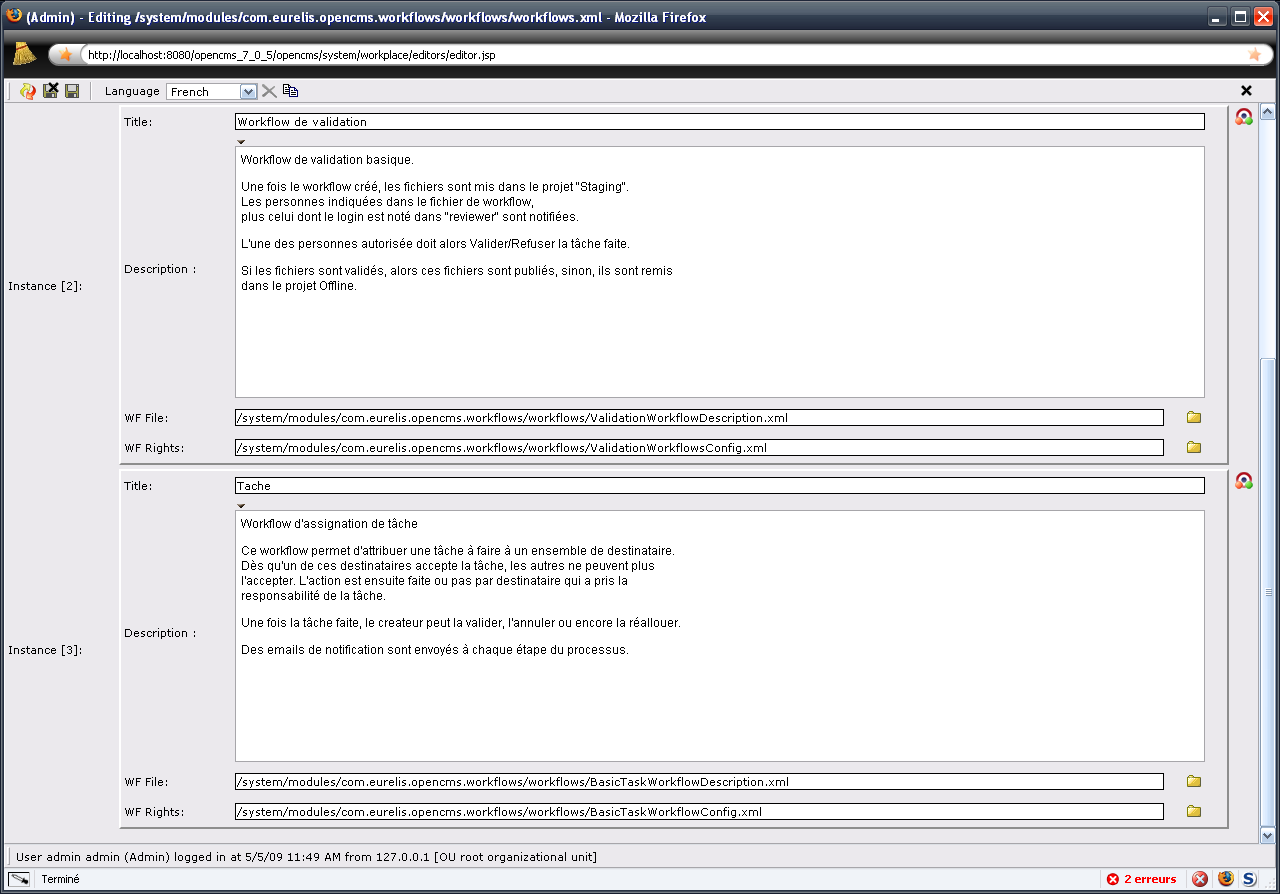 (Admin) - Editing /system/modules/com.eurelis.opencms.workflows/workflows/workflows.xml - Mozilla Firefox
http://localhost:8080/opencms_7_0_5/opencms/system/workplace/editors/editor.jsp
Language French
Instance [2]:
Title: Workflow de validation
Description :
Workflow de validation basique.
Une fois le workflow créé, les fichiers sont mis dans le projet "Staging".
Les personnes indiquées dans le fichier de workflow,
plus celui dont le login est noté dans "reviewer" sont notifiées.
L'une des personnes autorisée doit alors Valider/Refuser la tâche faite.
Si les fichiers sont validés, alors ces fichiers sont publiés, sinon, ils sont remis
dans le projet Offline.
WF File: /system/modules/com.eurelis.opencms.workflows/workflows/ValidationWorkflowDescription.xml
WF Rights: /system/modules/com.eurelis.opencms.workflows/workflows/ValidationWorkflowsConfig.xml
Instance [3]:
Title: Tache
Description :
Workflow d'assignation de tâche
Ce workflow permet d'attribuer une tâche à faire à un ensemble de destinataire.
Dès qu'un de ces destinataires accepte la tâche, les autres ne peuvent plus
l'accepter. L'action est ensuite faite ou pas par destinataire qui a pris la
responsabilité de la tâche.
Une fois la tâche faite, le createur peut la valider, l'annuler ou encore la réallouer.
Des emails de notification sont envoyés à chaque étape du processus.
WF File: /system/modules/com.eurelis.opencms.workflows/workflows/BasicTaskWorkflowDescription.xml
WF Rights: /system/modules/com.eurelis.opencms.workflows/workflows/BasicTaskWorkflowConfig.xml
User admin admin (Admin) logged in at 5/5/09 11:49 AM from 127.0.0.1 [OU root organizational unit]
Terminé
2 erreurs
S